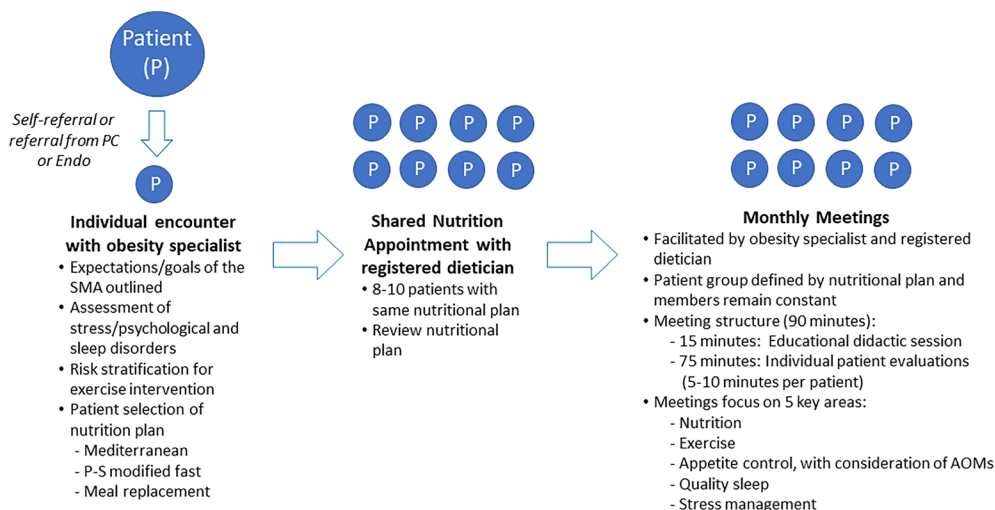 Patient
(P)
Self-referral or
referral from PC
or Endo
P
Individual encounter
with obesity specialist
• Expectations/goals of the
SMA outlined
• Assessment of
stress/psychological and
sleep disorders
• Risk stratification for
exercise intervention
• Patient selection of
nutrition plan
- Mediterranean
- P-S modified fast
- Meal replacement
P P P P
P P P P
Shared Nutrition
Appointment with
registered dietician
• 8-10 patients with
same nutritional plan
• Review nutritional
plan
P P P P
P P P P
Monthly Meetings
• Facilitated by obesity specialist and registered
dietician
• Patient group defined by nutritional plan and
members remain constant
• Meeting structure (90 minutes):
- 15 minutes: Educational didactic session
- 75 minutes: Individual patient evaluations
(5-10 minutes per patient)
• Meetings focus on 5 key areas:
- Nutrition
- Exercise
- Appetite control, with consideration of AOMs
- Quality sleep
- Stress management